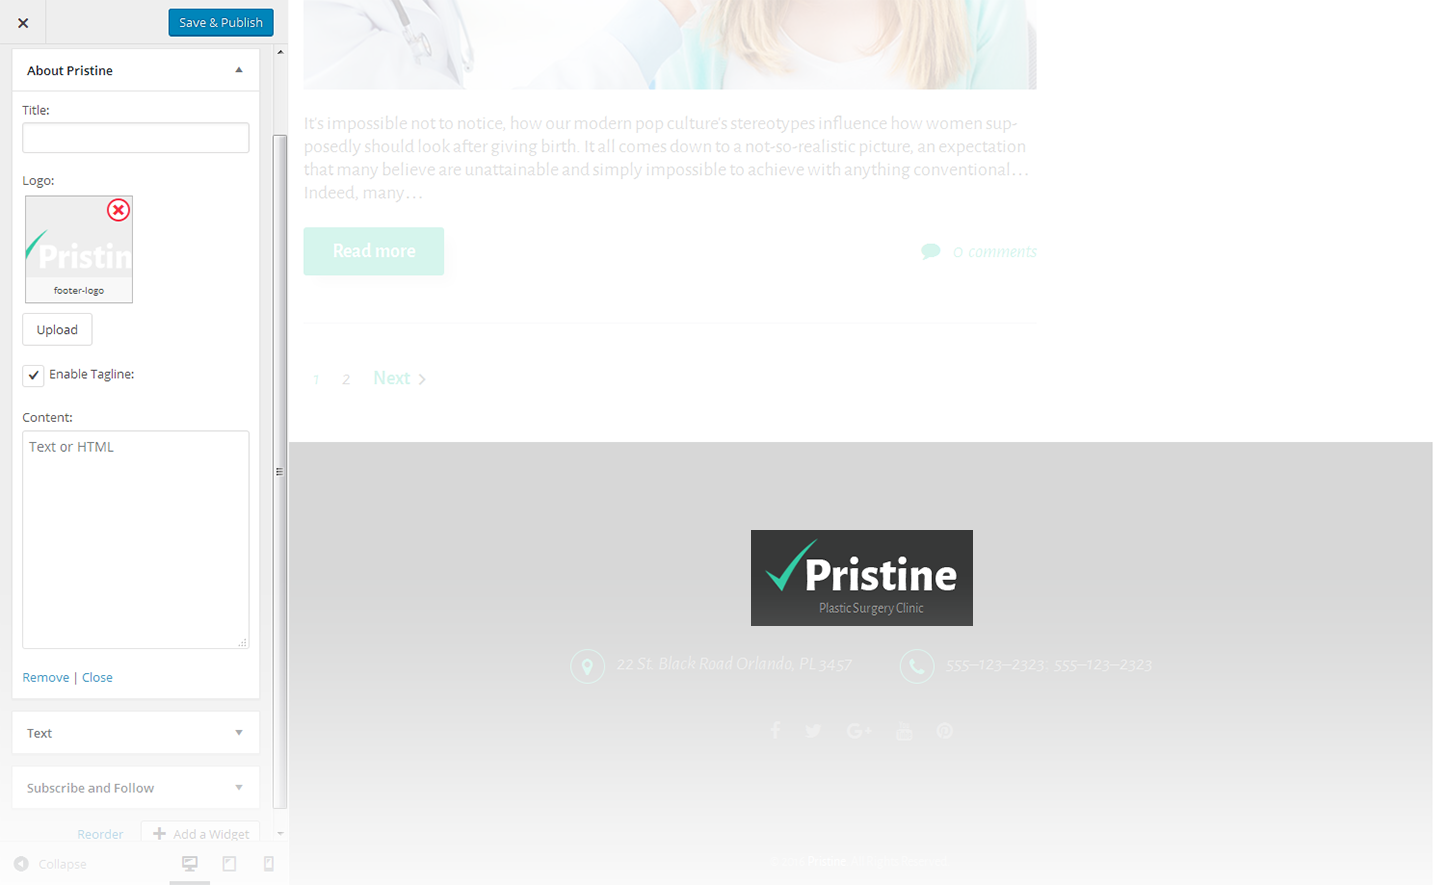 Save & Publish
About Pristine
Title:
Logo:
Pristin
footer-logo
Upload
Enable Tagline:
Content:
Text or HTML
Remove | Close
Text
Subscribe and Follow
Reorder
Add a Widget
Collapse
It's impossible not to notice, how our modern pop culture's stereotypes influence how women sup-
posedly should look after giving birth. It all comes down to a not-so-realistic picture, an expectation
that many believe are unattainable and simply impossible to achieve with anything conventional…
Indeed, many…
Read more
0 comments
1 2 Next
Pristine
Plastic Surgery Clinic
22 St. Black Road Orlando, PL 3457
555–123–2323; 555–123–2323
Pristine